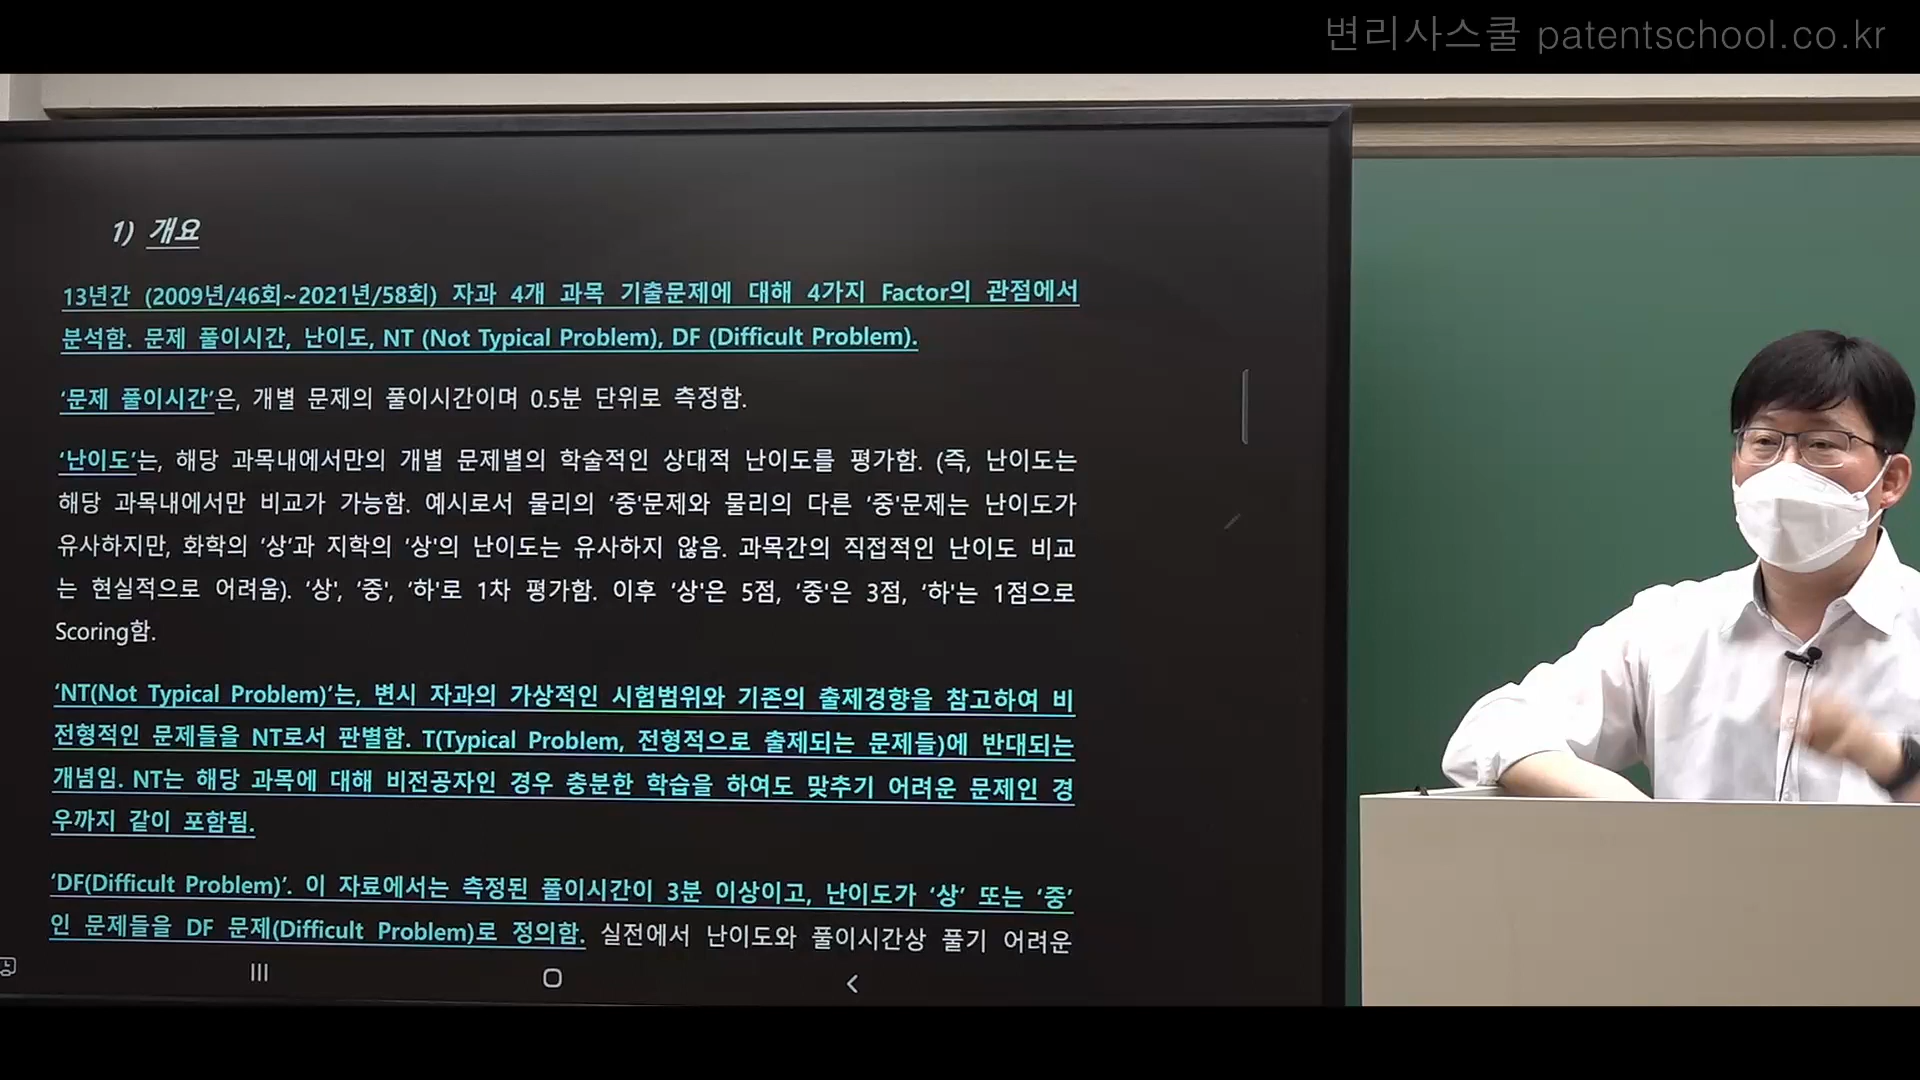 변리사스쿨 patentschool.co.kr
1) 개요
13년간 (2009년/46회~2021년/58회) 자과 4개 과목 기출문제에 대해 4가지 Factor의 관점에서
분석함. 문제 풀이시간, 난이도, NT (Not Typical Problem), DF (Difficult Problem).
‘문제 풀이시간’은, 개별 문제의 풀이시간이며 0.5분 단위로 측정함.
‘난이도’는, 해당 과목내에서만의 개별 문제별의 학술적인 상대적 난이도를 평가함. (즉, 난이도는
해당 과목내에서만 비교가 가능함. 예시로서 물리의 ‘중'문제와 물리의 다른 ‘중'문제는 난이도가
유사하지만, 화학의 ‘상’과 지학의 ‘상'의 난이도는 유사하지 않음. 과목간의 직접적인 난이도 비교
는 현실적으로 어려움). ‘상', ‘중', ‘하'로 1차 평가함. 이후 ‘상'은 5점, ‘중'은 3점, ‘하'는 1점으로
Scoring함.
‘NT(Not Typical Problem)’는, 변시 자과의 가상적인 시험범위와 기존의 출제경향을 참고하여 비
전형적인 문제들을 NT로서 판별함. T(Typical Problem, 전형적으로 출제되는 문제들)에 반대되는
개념임. NT는 해당 과목에 대해 비전공자인 경우 충분한 학습을 하여도 맞추기 어려운 문제인 경
우까지 같이 포함됨.
‘DF(Difficult Problem)’. 이 자료에서는 측정된 풀이시간이 3분 이상이고, 난이도가 ‘상’ 또는 ‘중’
인 문제들을 DF 문제(Difficult Problem)로 정의함. 실전에서 난이도와 풀이시간상 풀기 어려운